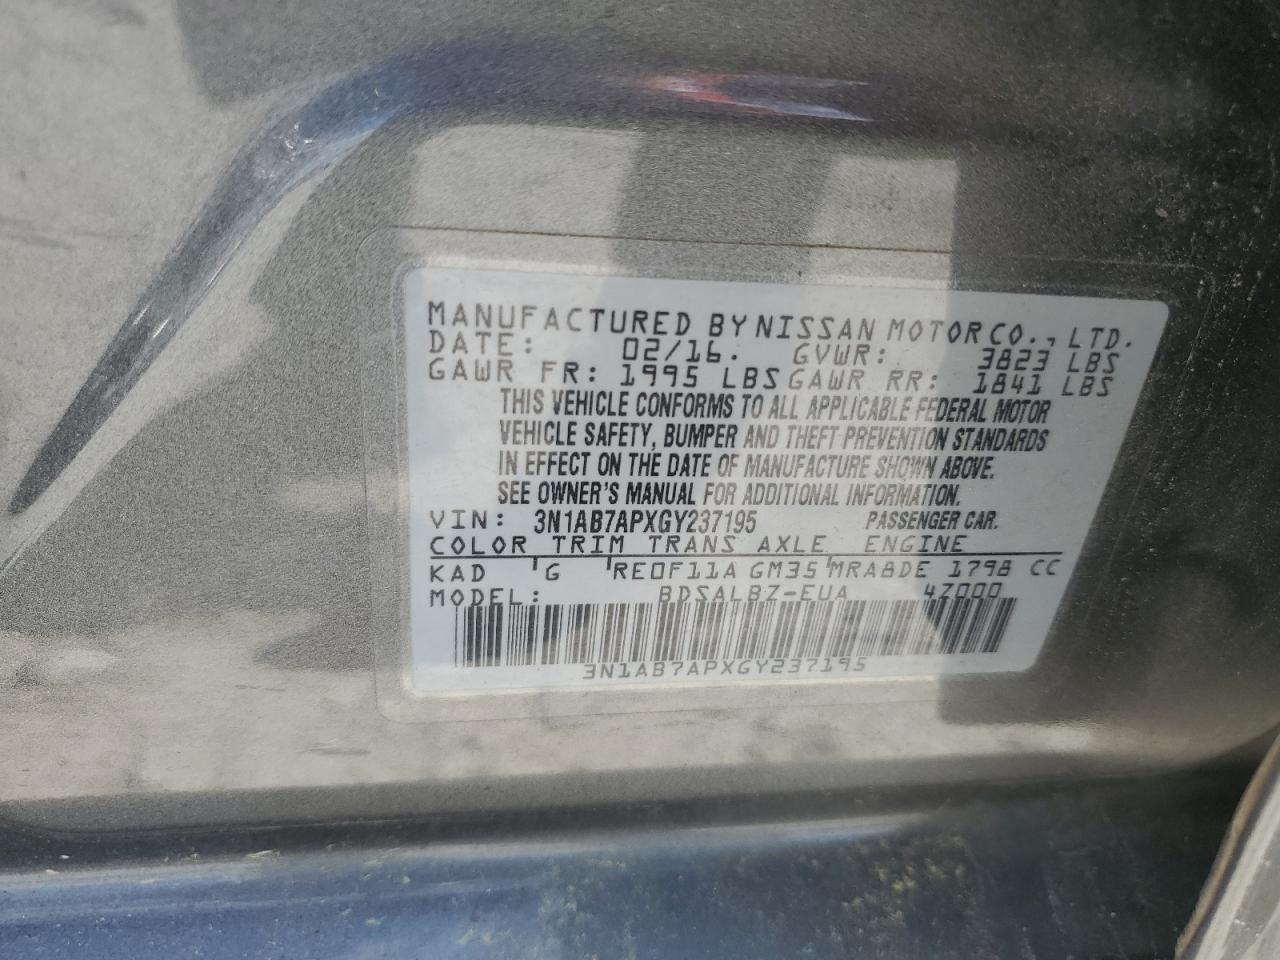 MANUFACTURED BY NISSAN MOTOR CO., LTD.
DATE: 02/16. GVWR: 3823 LBS
GAWR FR: 1995 LBS GAWR RR: 1841 LBS
THIS VEHICLE CONFORMS TO ALL APPLICABLE FEDERAL MOTOR
VEHICLE SAFETY, BUMPER AND THEFT PREVENTION STANDARDS
IN EFFECT ON THE DATE OF MANUFACTURE SHOWN ABOVE.
SEE OWNER'S MANUAL FOR ADDITIONAL INFORMATION.
VIN: 3N1AB7APXGY237195 PASSENGER CAR.
COLOR TRIM TRANS AXLE ENGINE
KAD 'G 'RE0F11A GM35'MRA8DE 1798 CC
MODEL: BDSALBZ-EUA 4Z000
3N1AB7APXGY237195